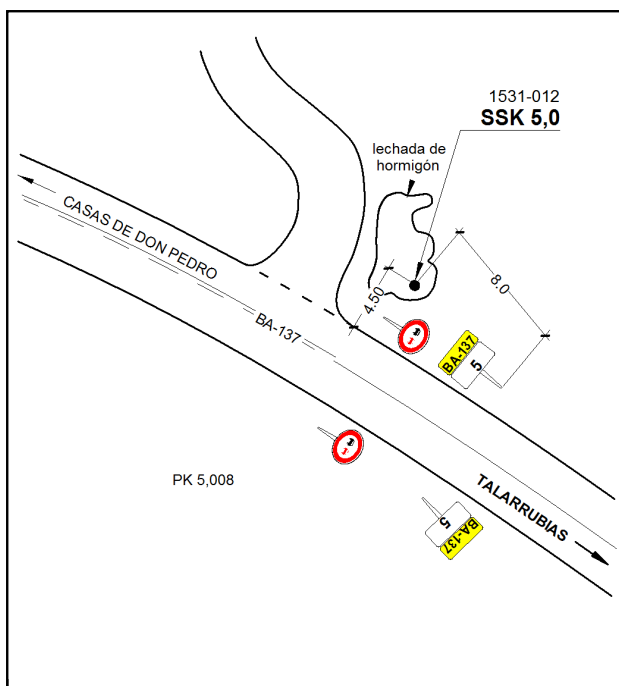 1531-012
SSK 5,0
lechada de
hormigón
CASAS DE DON PEDRO
8.0
4.50
BA-137
BA-137
5
PK 5,008
TALARRUBIAS
5
BA-137